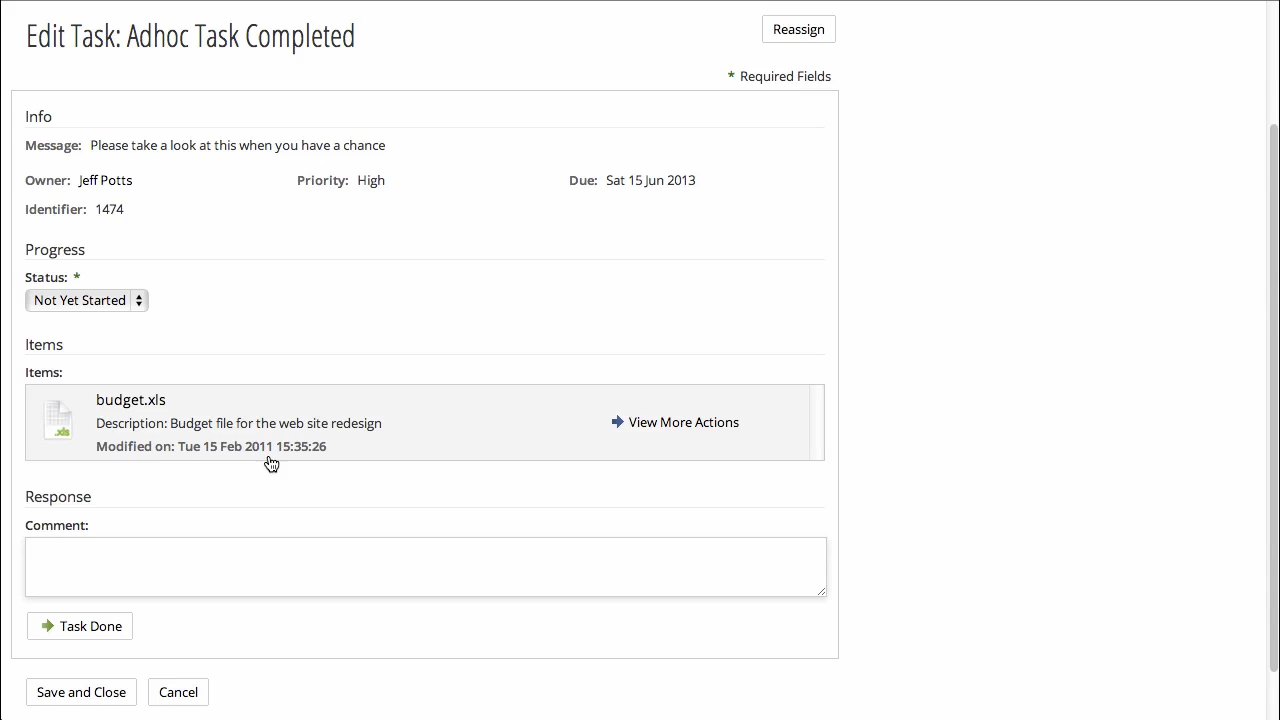 Edit Task: Adhoc Task Completed
Reassign
* Required Fields
Info
Message: Please take a look at this when you have a chance
Owner: Jeff Potts Priority: High Due: Sat 15 Jun 2013
Identifier: 1474
Progress
Status: *
Not Yet Started
Items
Items:
budget.xls
.xls
Description: Budget file for the web site redesign
View More Actions
Modified on: Tue 15 Feb 2011 15:35:26
Response
Comment:
Task Done
Save and Close Cancel